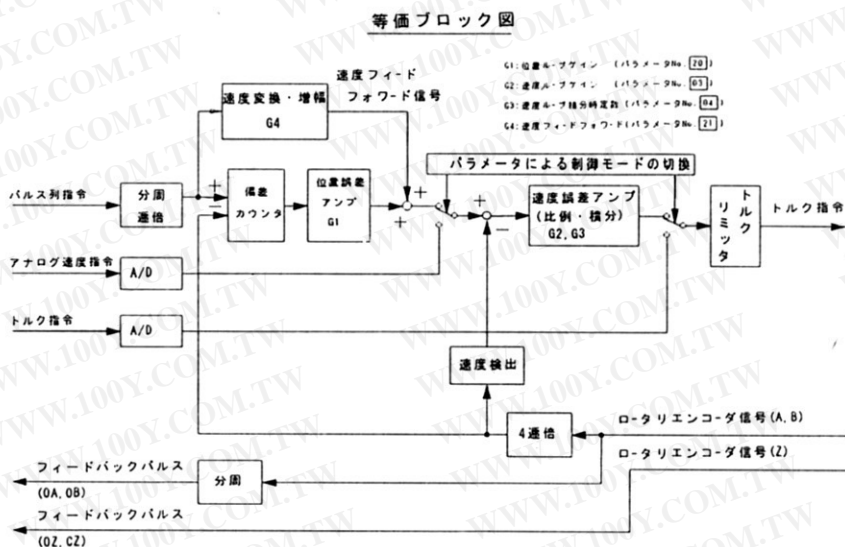 等価ブロック図
G1:位置ループゲイン (パラメータNo. 20)
G2:速度ループゲイン (パラメータNo. 03)
G3:速度ループ積分時定数(パラメータNo. 04)
G4:速度フィードフォワード(パラメータNo. 21)
速度フィード
フォワード信号
速度変換・増幅
G4
パラメータによる制御モードの切換
パルス列指令
分周
逓倍
偏差
カウンタ
位置誤差
アンプ
G1
速度誤差アンプ
(比例・積分)
G2,G3
トルク
リミッタ
トルク指令
アナログ速度指令
A/D
トルク指令
A/D
速度検出
4逓倍
ロータリエンコーダ信号(A,B)
ロータリエンコーダ信号(Z)
フィードバックパルス
(OA,OB)
分周
フィードバックパルス
(OZ,CZ)
WWW.100Y.COM.TW